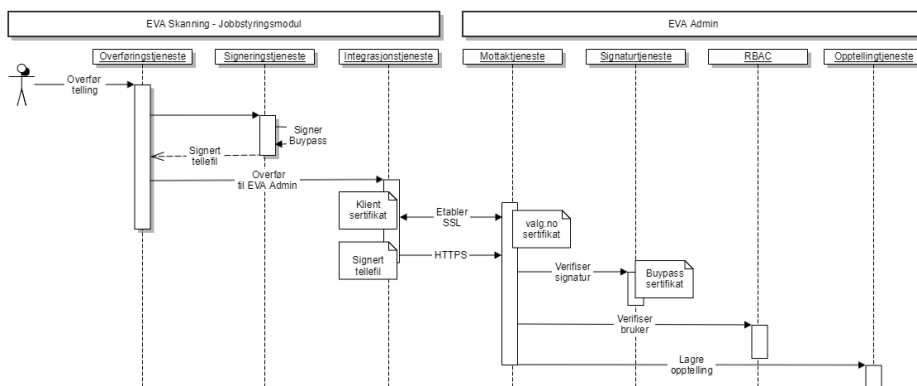 EVA Skanning - Jobbstyringsmodul
EVA Admin
Overføringstjeneste
Signeringstjeneste
Integrasjonstjeneste
Mottaktjeneste
Signaturtjeneste
RBAC
Opptellingtjeneste
Overfør
telling
Signer
Buypass
Signert
tellefil
Overfør
til EVA Admin
Klient
sertifikat
Etabler
SSL
valg.no
sertifikat
Signert
tellefil
HTTPS
Verifiser
signatur
Buypass
sertifikat
Verifiser
bruker
Lagre
opptelling